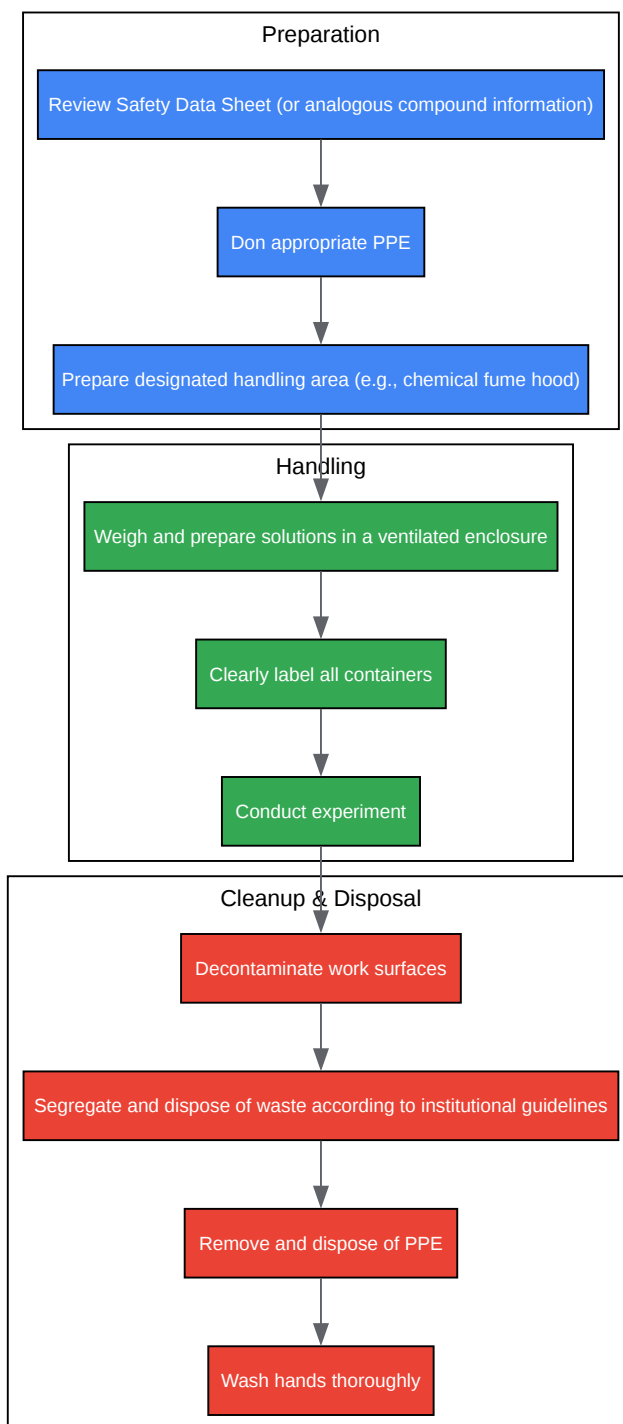 Preparation
Review Safety Data Sheet (or analogous compound information)
Don appropriate PPE
Prepare designated handling area (e.g., chemical fume hood)
Handling
Weigh and prepare solutions in a ventilated enclosure
Clearly label all containers
Conduct experiment
Cleanup & Disposal
Decontaminate work surfaces
Segregate and dispose of waste according to institutional guidelines
Remove and dispose of PPE
Wash hands thoroughly